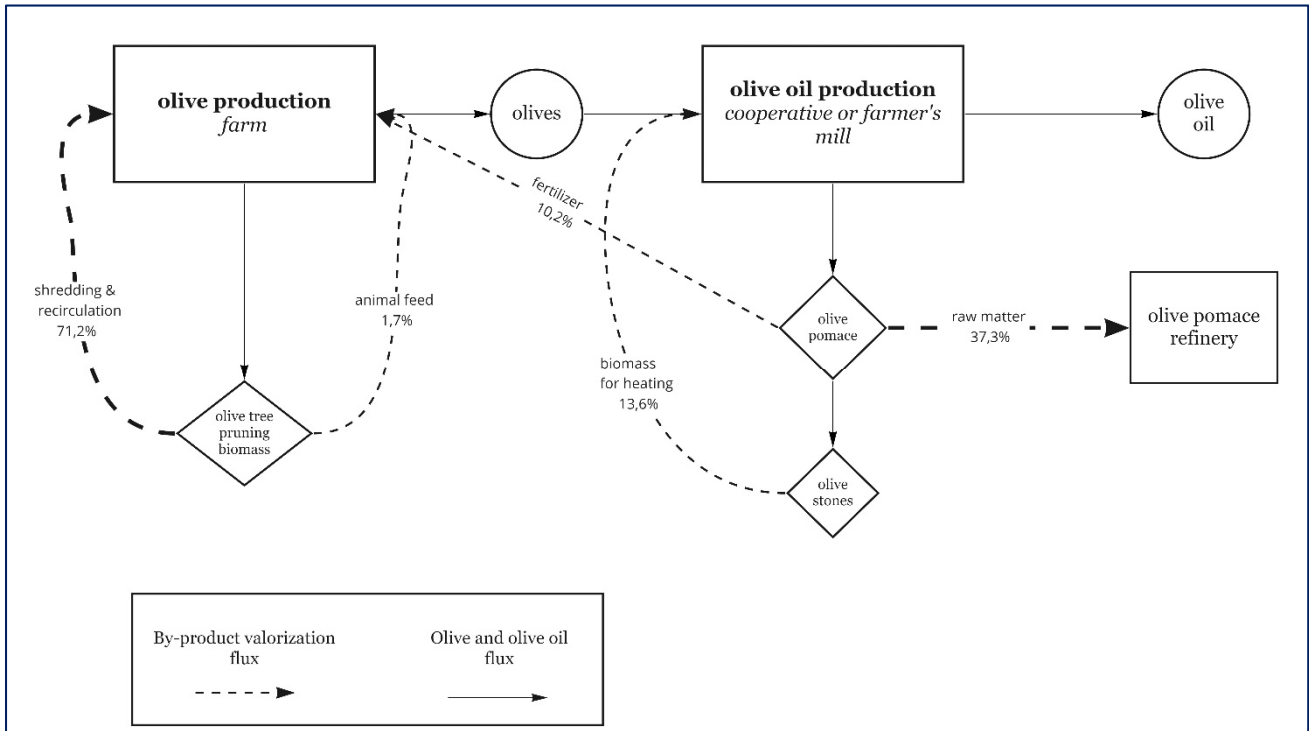 olive production
farm
olives
olive oil production
cooperative or farmer's
mill
olive
oil
fertilizer
10,2%
shredding &
recirculation
71,2%
animal feed
1,7%
olive
pomace
raw matter
37,3%
olive pomace
refinery
biomass
for heating
13,6%
olive tree
pruning
biomass
olive
stones
By-product valorization
flux
Olive and olive oil
flux